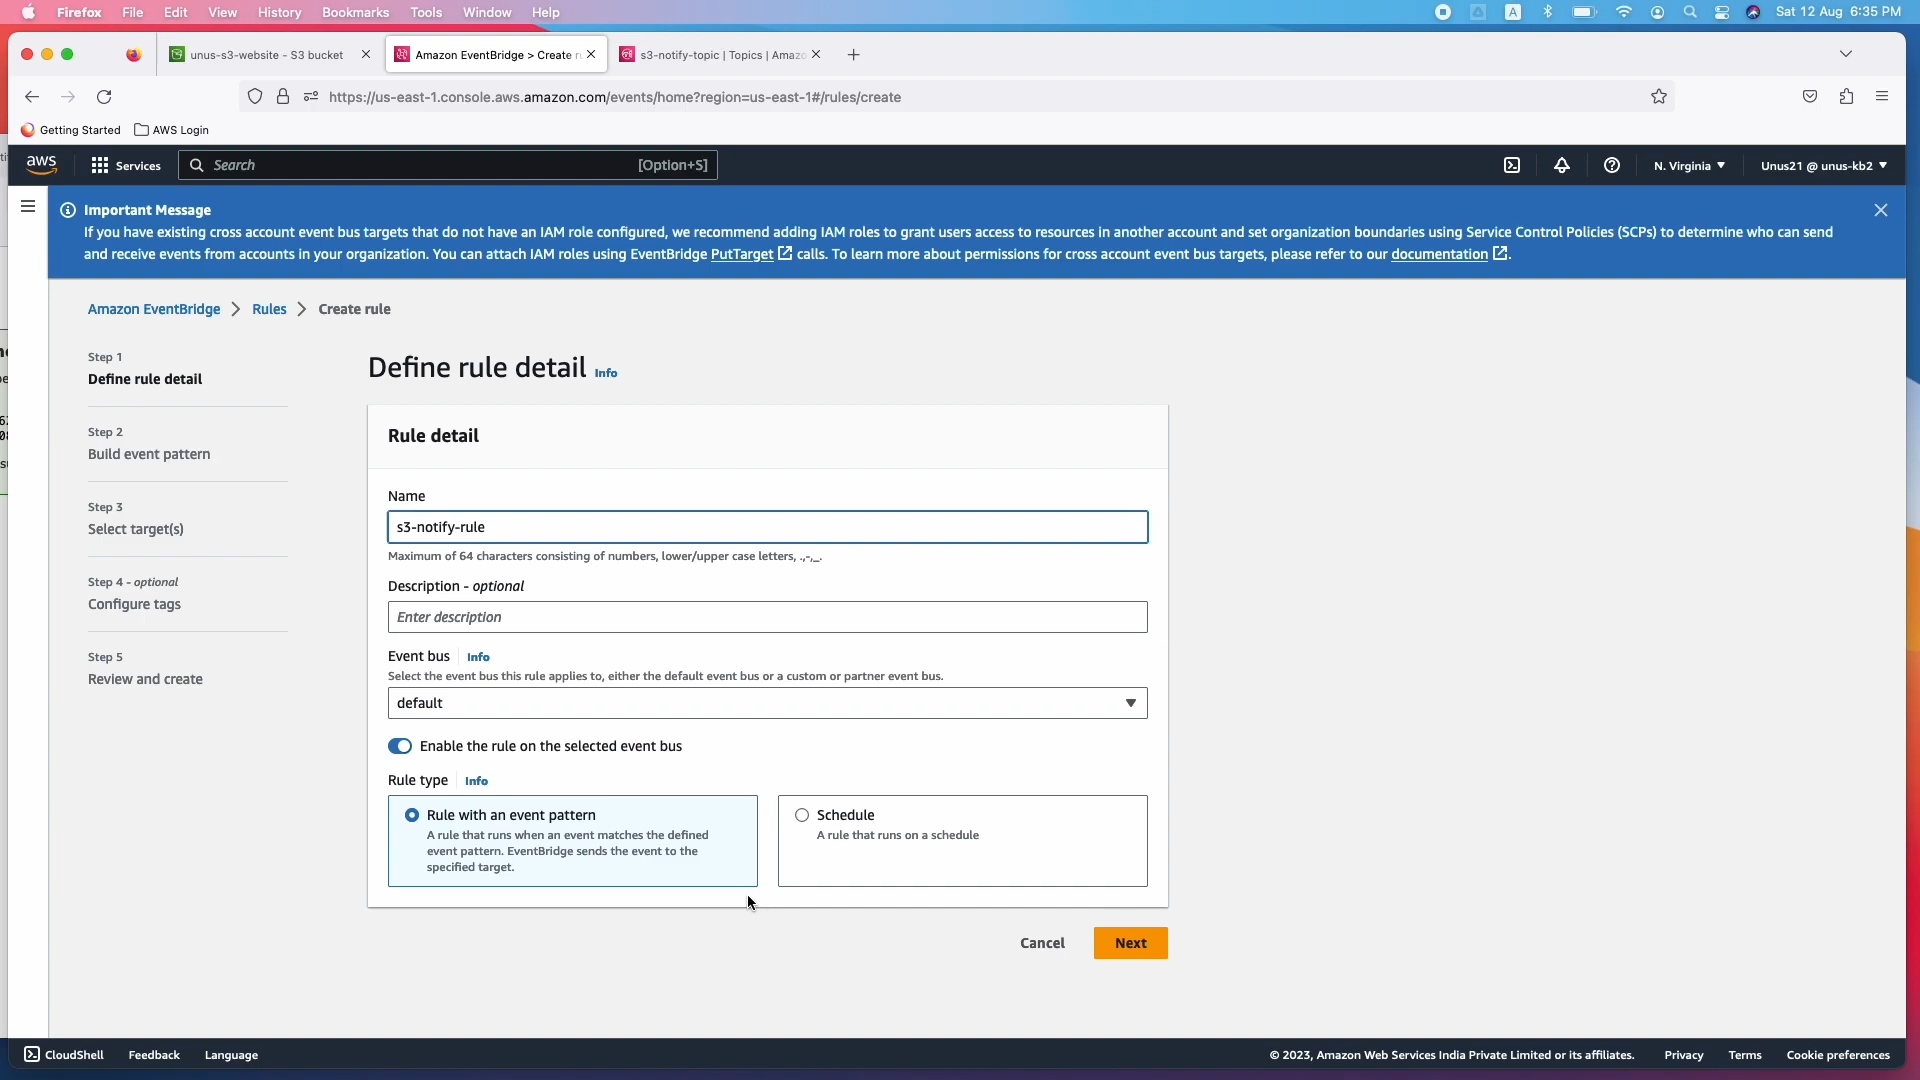 Firefox File Edit View History Bookmarks Tools Window Help
A
Sat 12 Aug 6:35 PM
unus-s3-website - S3 bucket
Amazon EventBridge > Create r
s3-notify-topic | Topics | Amazo
https://us-east-1.console.aws.amazon.com/events/home?region=us-east-1#/rules/create
Getting Started
AWS Login
aws
Services
Search
[Option+S]
N. Virginia
Unus21 @ unus-kb2
Important Message
If you have existing cross account event bus targets that do not have an IAM role configured, we recommend adding IAM roles to grant users access to resources in another account and set organization boundaries using Service Control Policies (SCPs) to determine who can send
and receive events from accounts in your organization. You can attach IAM roles using EventBridge PutTarget calls. To learn more about permissions for cross account event bus targets, please refer to our documentation.
Amazon EventBridge > Rules > Create rule
Step 1
Define rule detail
Step 2
Build event pattern
Step 3
Select target(s)
Step 4 - optional
Configure tags
Step 5
Review and create
Define rule detail Info
Rule detail
Name
s3-notify-rule
Maximum of 64 characters consisting of numbers, lower/upper case letters, .,-,_.
Description - optional
Enter description
Event bus Info
Select the event bus this rule applies to, either the default event bus or a custom or partner event bus.
default
Enable the rule on the selected event bus
Rule type Info
Rule with an event pattern
A rule that runs when an event matches the defined
event pattern. EventBridge sends the event to the
specified target.
Schedule
A rule that runs on a schedule
Cancel
Next
CloudShell
Feedback
Language
© 2023, Amazon Web Services India Private Limited or its affiliates.
Privacy
Terms
Cookie preferences